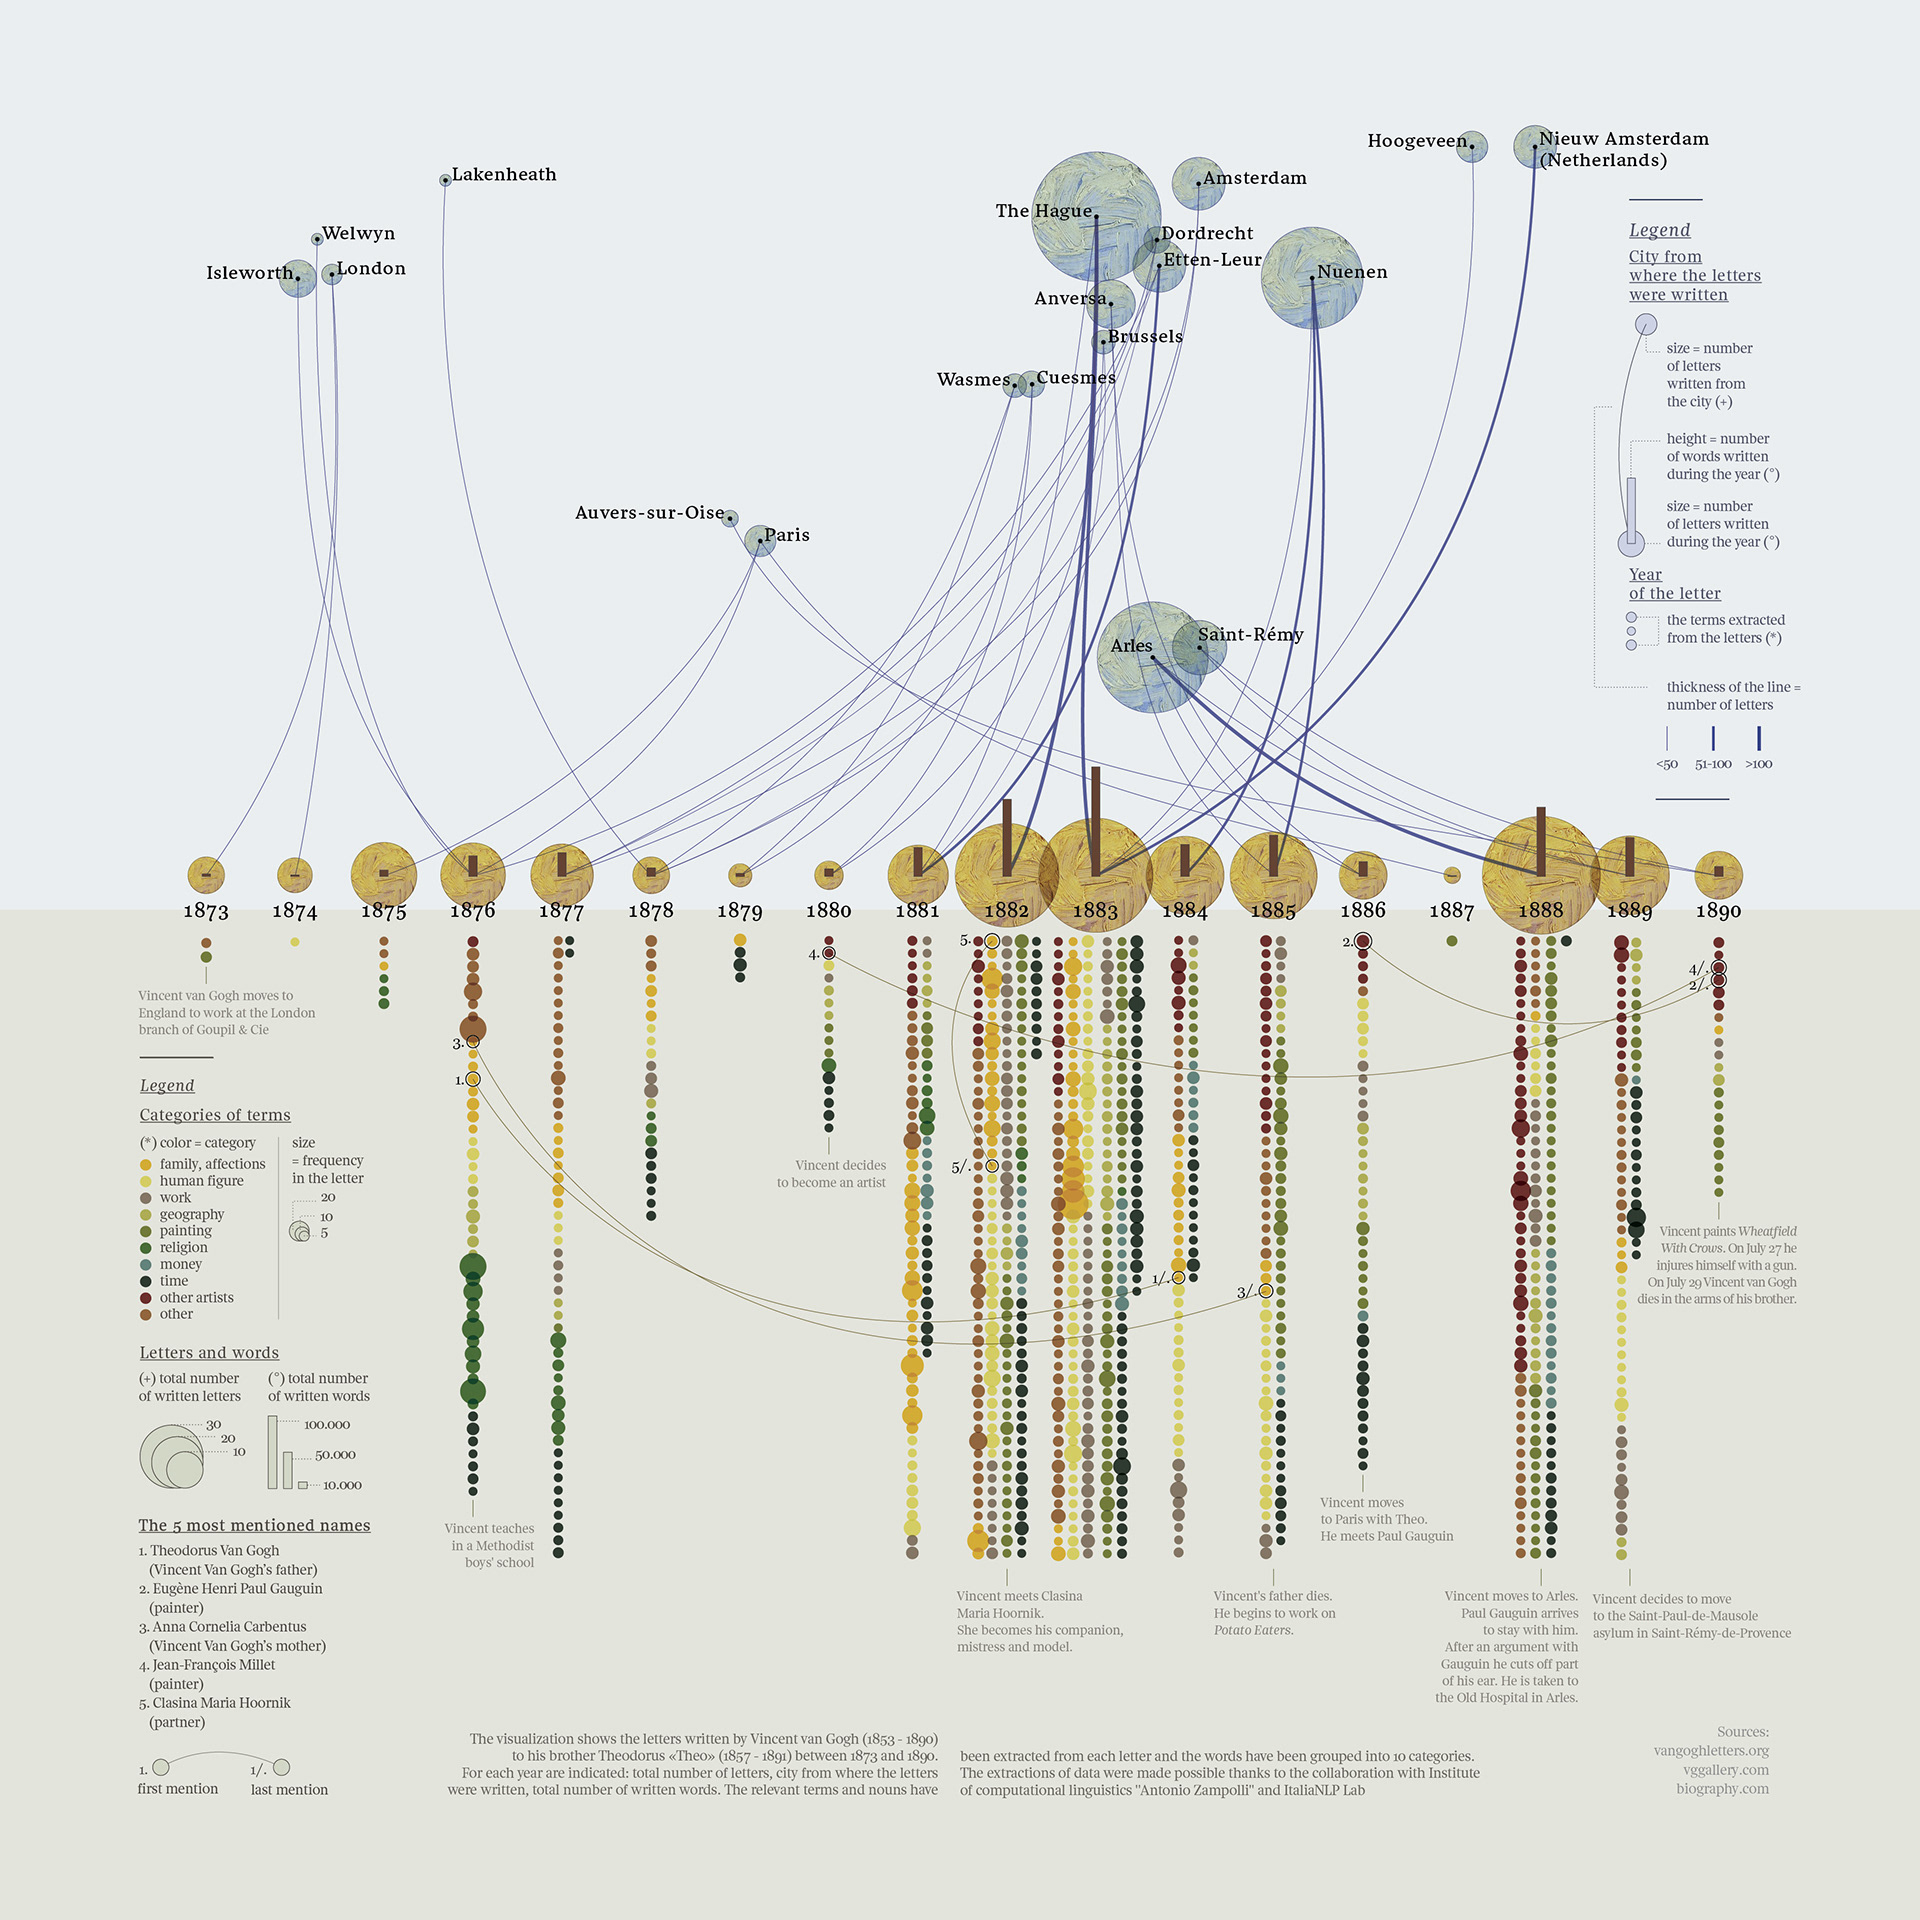 Hoogeveen
Nieuw Amsterdam
(Netherlands)
Lakenheath
Amsterdam
The Hague
Welwyn
Dordrecht
Isleworth
London
Etten-Leur
Nuenen
Anversa
Brussels
Wasmes
Cuesmes
Auvers-sur-Oise
Paris
Arles
Saint-Rémy
Legend
City from
where the letters
were written
size = number
of letters
written from
the city (+)
height = number
of words written
during the year (°)
size = number
of letters written
during the year (°)
Year
of the letter
the terms extracted
from the letters (*)
thickness of the line =
number of letters
<50 51-100 >100
1873 1874 1875 1876 1877 1878 1879 1880 1881 1882 1883 1884 1885 1886 1887 1888 1889 1890
5.
2.
4.
4/.
2/.
3.
1.
5/.
1/.
3/.
Vincent van Gogh moves to
England to work at the London
branch of Goupil & Cie
Legend
Categories of terms
(*) color = category
family, affections
human figure
work
geography
painting
religion
money
time
other artists
other
size
= frequency
in the letter
20
10
5
Letters and words
(+) total number
of written letters
30
20
10
(°) total number
of written words
100.000
50.000
10.000
The 5 most mentioned names
1. Theodorus Van Gogh
(Vincent Van Gogh's father)
2. Eugène Henri Paul Gauguin
(painter)
3. Anna Cornelia Carbentus
(Vincent Van Gogh's mother)
4. Jean-François Millet
(painter)
5. Clasina Maria Hoornik
(partner)
1.
first mention
1/.
last mention
Vincent teaches
in a Methodist
boys' school
Vincent decides
to become an artist
Vincent meets Clasina
Maria Hoornik.
She becomes his companion,
mistress and model.
Vincent's father dies.
He begins to work on
Potato Eaters.
Vincent moves
to Paris with Theo.
He meets Paul Gauguin
Vincent moves to Arles.
Paul Gauguin arrives
to stay with him.
After an argument with
Gauguin he cuts off part
of his ear. He is taken to
the Old Hospital in Arles.
Vincent decides to move
to the Saint-Paul-de-Mausole
asylum in Saint-Rémy-de-Provence
Vincent paints Wheatfield
With Crows. On July 27 he
injures himself with a gun.
On July 29 Vincent van Gogh
dies in the arms of his brother.
The visualization shows the letters written by Vincent van Gogh (1853 - 1890)
to his brother Theodorus «Theo» (1857 - 1891) between 1873 and 1890.
For each year are indicated: total number of letters, city from where the letters
were written, total number of written words. The relevant terms and nouns have
been extracted from each letter and the words have been grouped into 10 categories.
The extractions of data were made possible thanks to the collaboration with Institute
of computational linguistics "Antonio Zampolli" and ItaliaNLP Lab
Sources:
vangoghletters.org
vggallery.com
biography.com